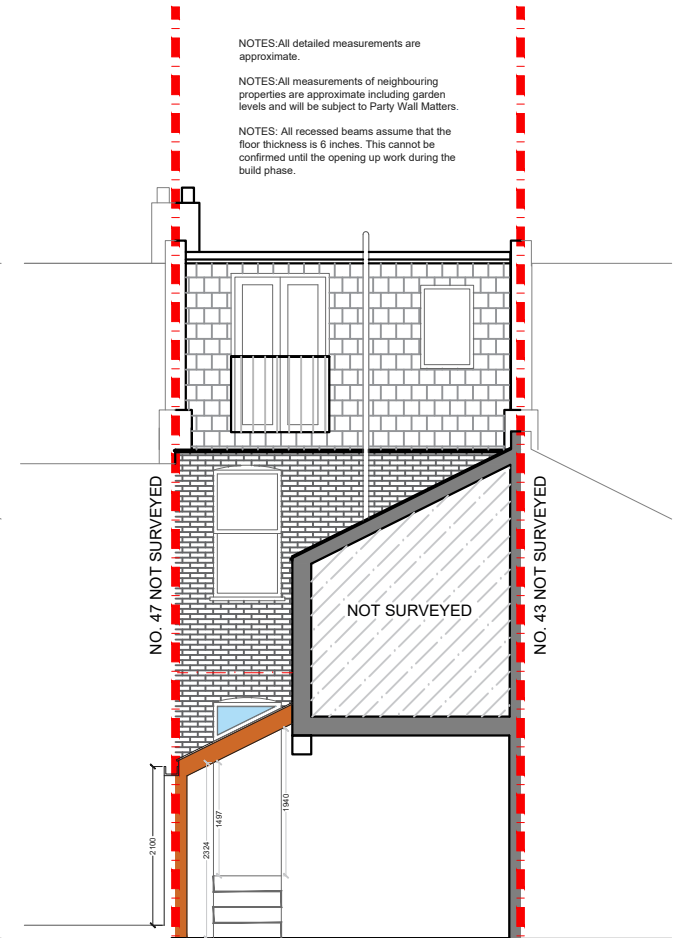 NOTES:All detailed measurements are
approximate.
NOTES:All measurements of neighbouring
properties are approximate including garden
levels and will be subject to Party Wall Matters.
NOTES: All recessed beams assume that the
floor thickness is 6 inches. This cannot be
confirmed until the opening up work during the
build phase.
NO. 47 NOT SURVEYED
NO. 43 NOT SURVEYED
NOT SURVEYED
2100
2324
1497
1940